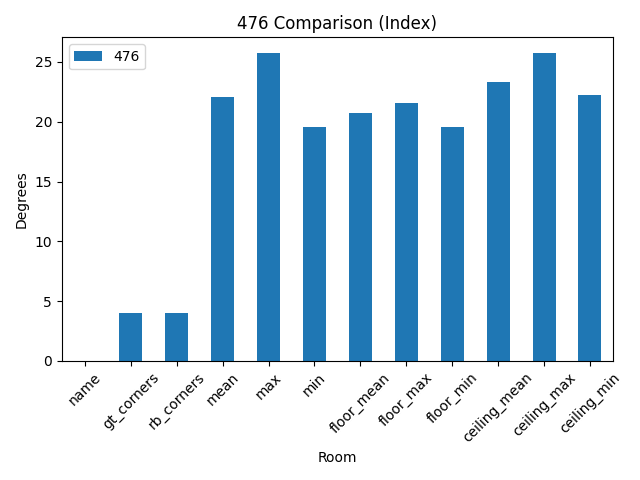 476 Comparison (Index)
476
Degrees
25
20
15
10
5
0
name
gt_corners
rb_corners
mean
max
min
floor_mean
floor_max
floor_min
ceiling_mean
ceiling_max
ceiling_min
Room